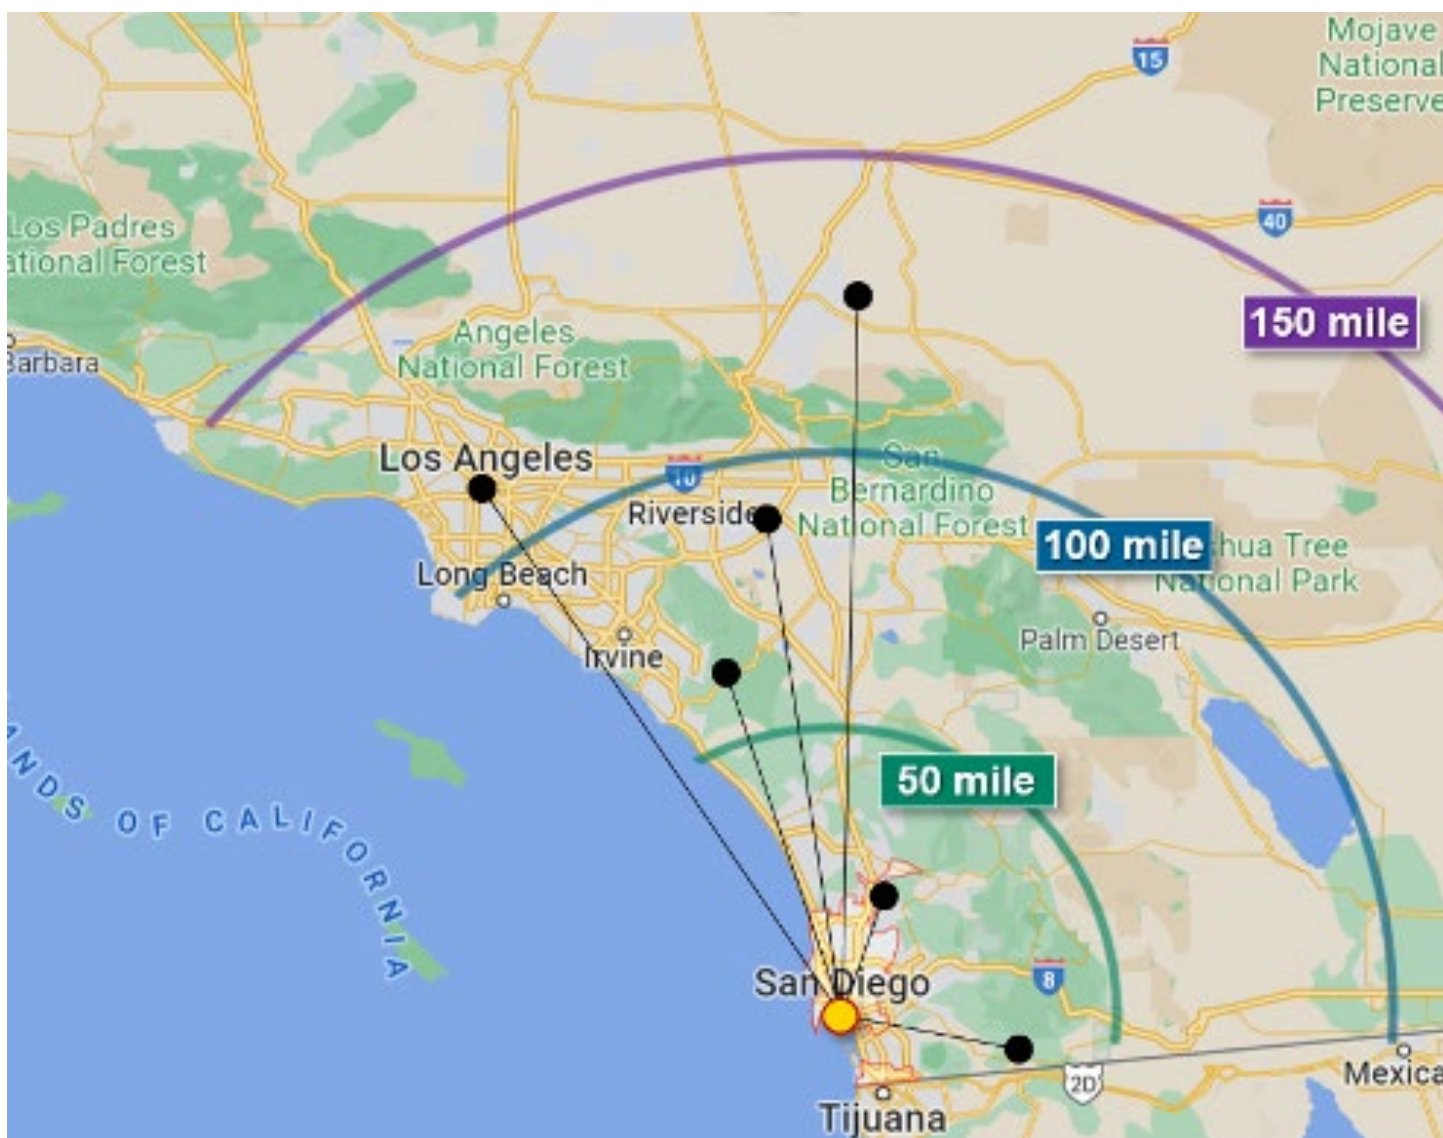 Mojave
National
Preserve
15
40
Los Padres
ational Forest
150 mile
Angeles
National Forest
Barbara
Los Angeles
10
San
Bernardino
National Forest
Riverside
100 mile
hua Tree
National Park
Long Beach
Palm Desert
Irvine
50 mile
ANDS OF CALIFORNIA
San Diego
8
2D
Mexica
Tijuana